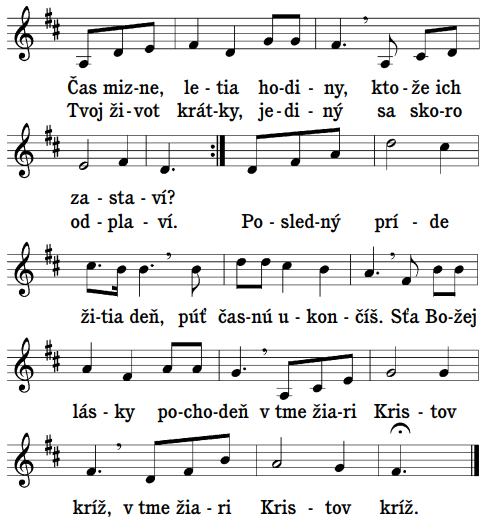 Čas miz-ne, le-tia ho-di-ny, kto-že ich
Tvoj ži-vot krát-ky, je-di-ný sa sko-ro
za-sta-ví?
od-pla-ví. Po-sled-ný prí-de
ži-tia deň, púť čas-nú u-kon-číš. Sťa Bo-žej
lás-ky po-cho-deň v tme žia-ri Kris-tov
kríž, v tme žia-ri Kris-tov kríž.